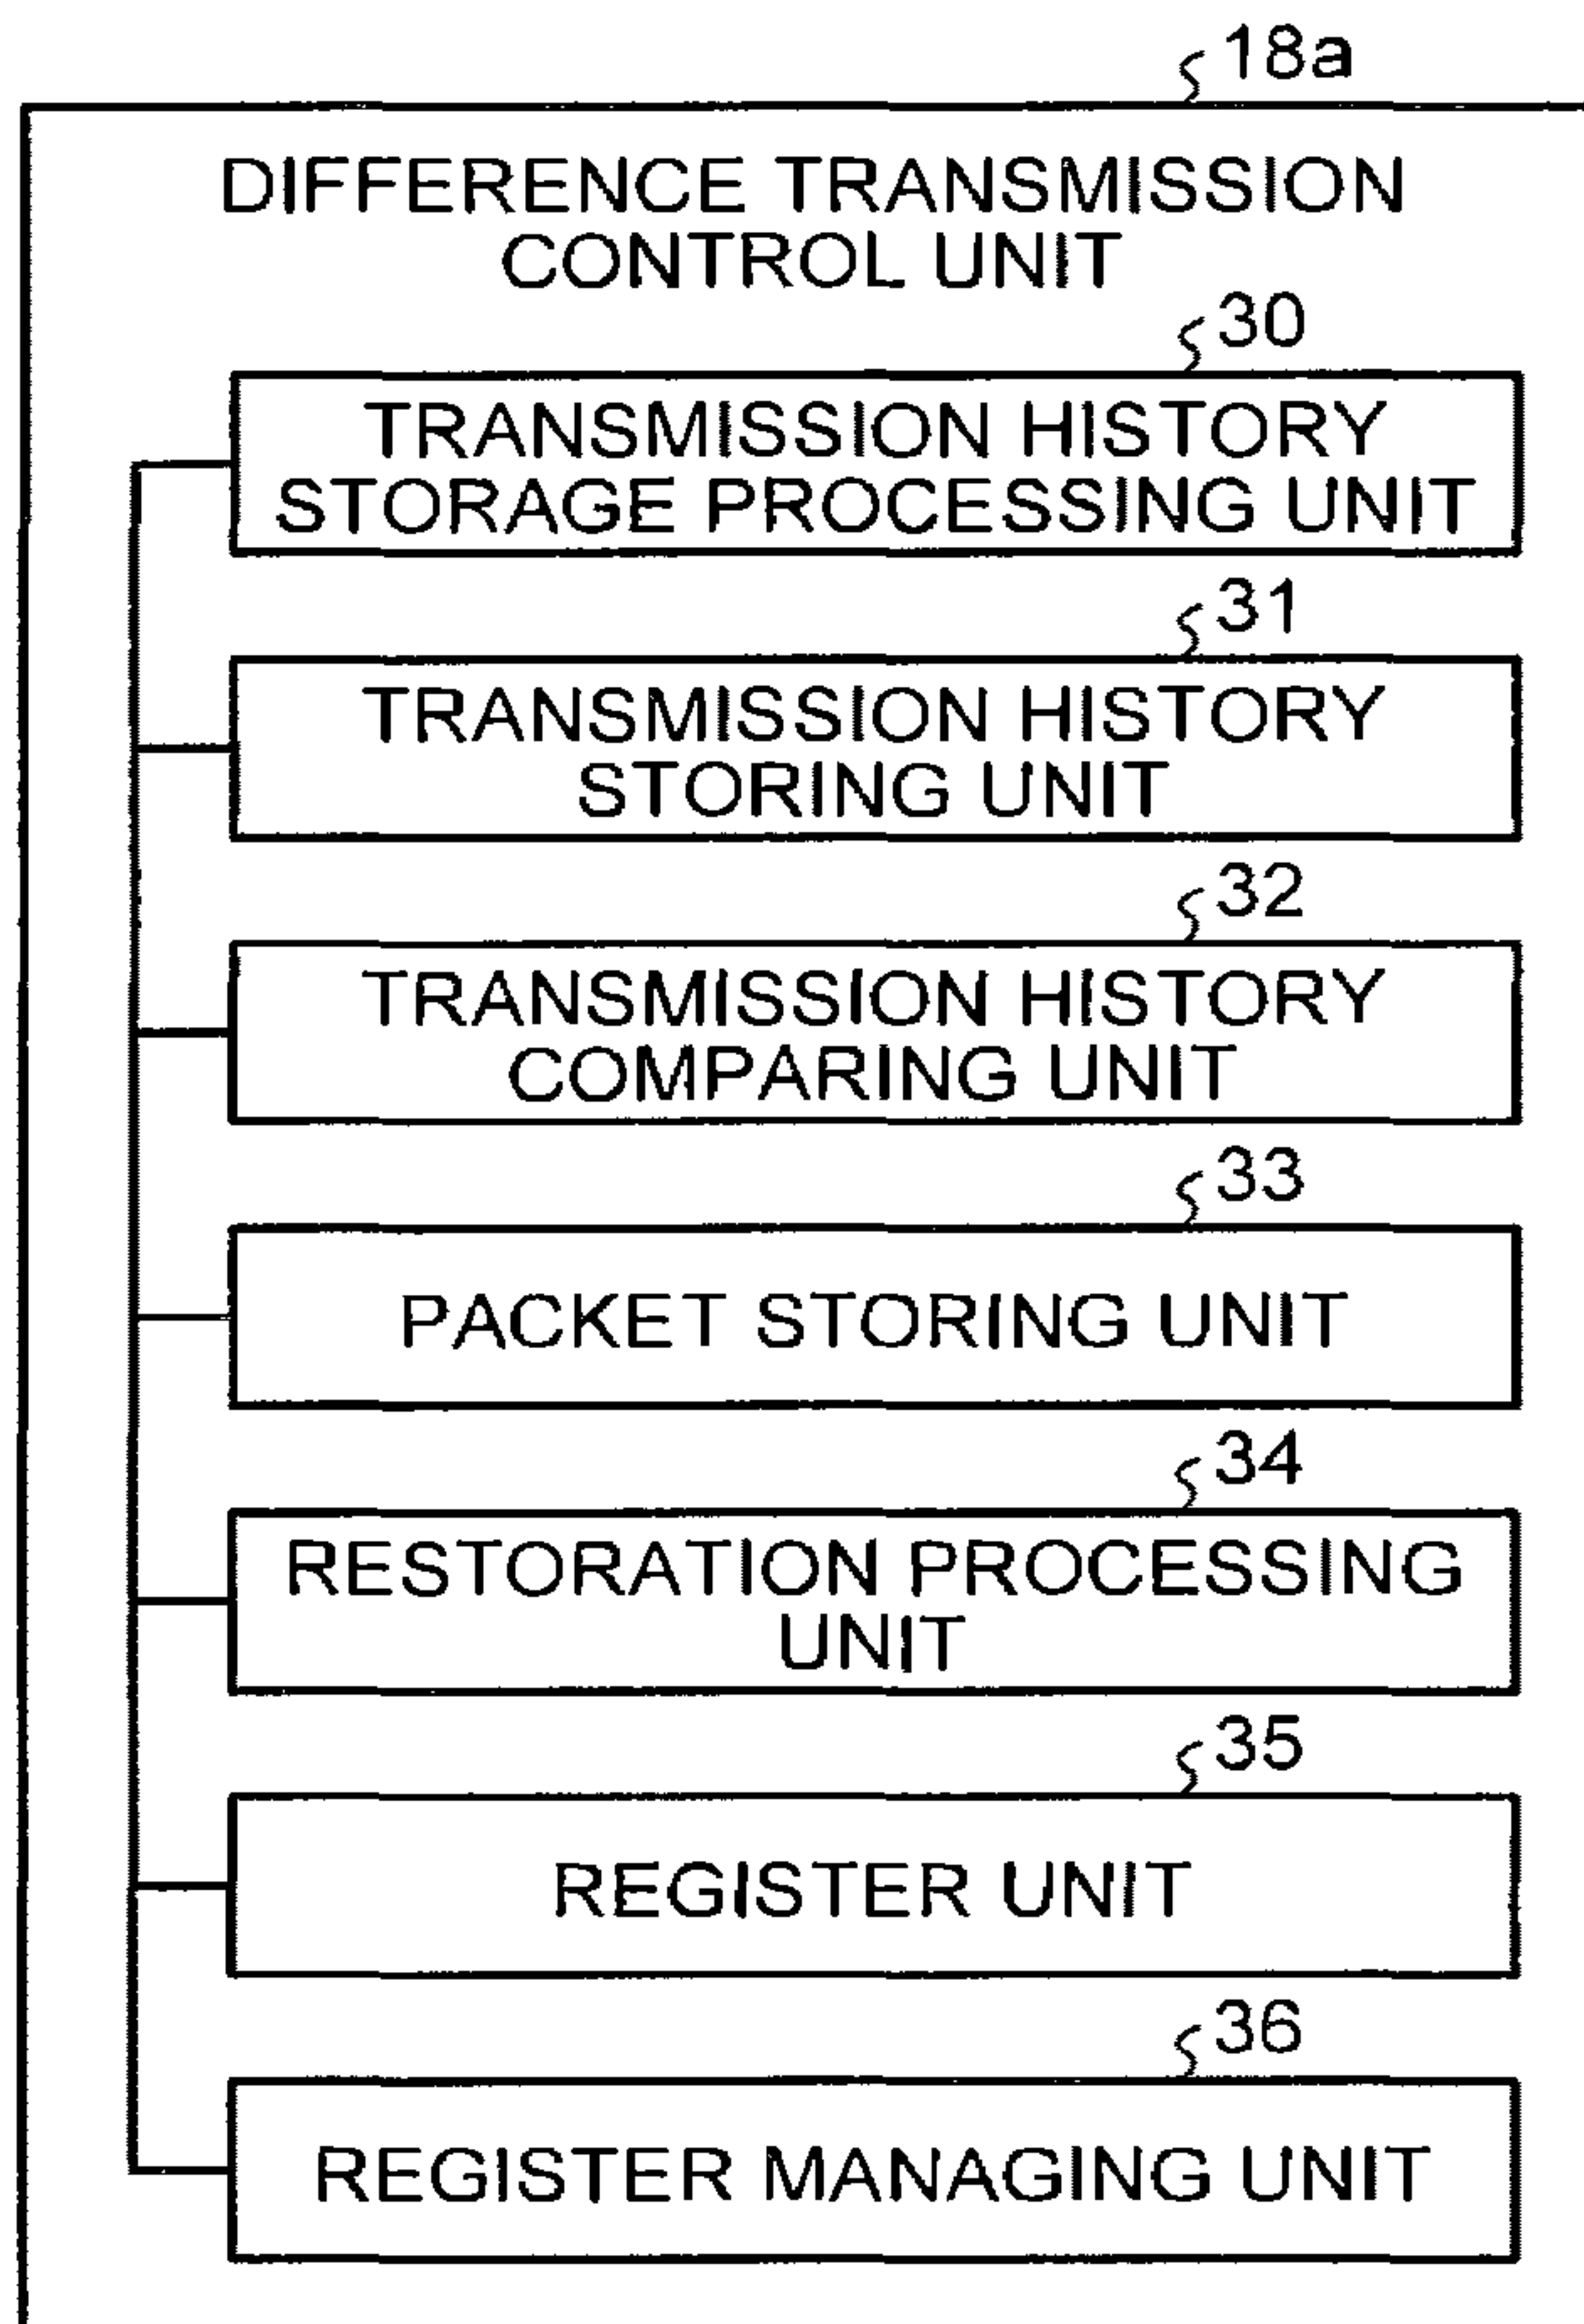 18a
DIFFERENCE TRANSMISSION
CONTROL UNIT
30
TRANSMISSION HISTORY
STORAGE PROCESSING UNIT
31
TRANSMISSION HISTORY
STORING UNIT
32
TRANSMISSION HISTORY
COMPARING UNIT
33
PACKET STORING UNIT
34
RESTORATION PROCESSING
UNIT
35
REGISTER UNIT
36
REGISTER MANAGING UNIT